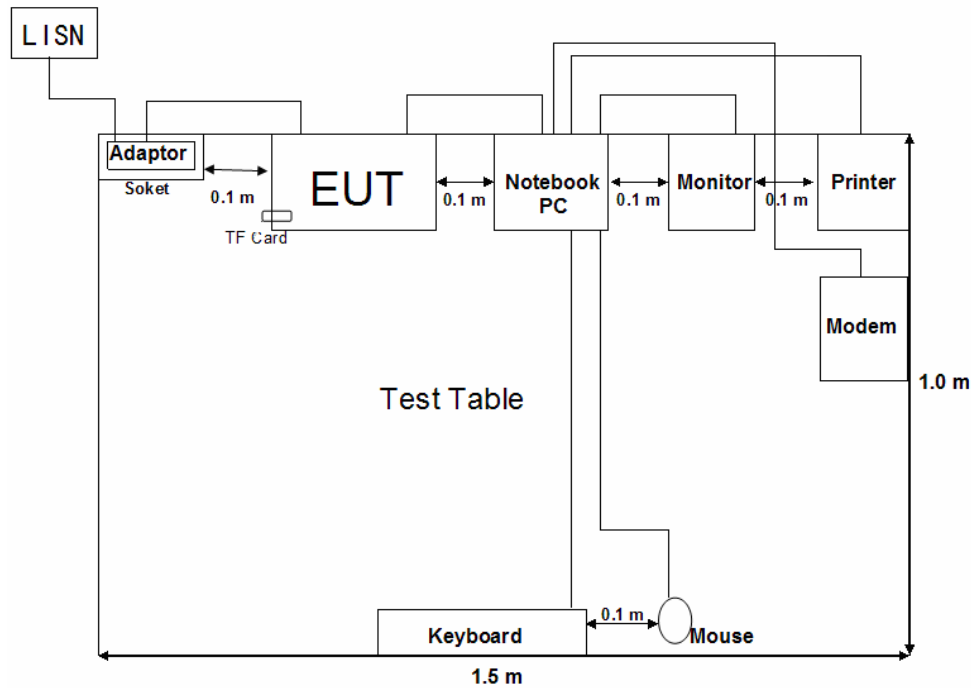 LISN
Adaptor
Soket
0.1 m
EUT
TF Card
0.1 m
Notebook
PC
0.1 m
Monitor
0.1 m
Printer
Modem
1.0 m
Test Table
Keyboard
0.1 m
Mouse
1.5 m